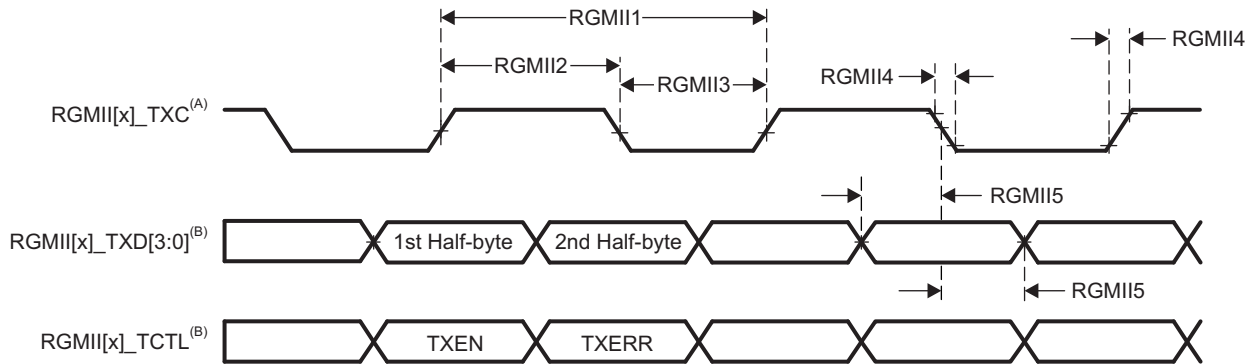 RGMII1
RGMII4
RGMII2
RGMII4
RGMII3
RGMII[x]_TXC(A)
RGMII5
RGMII[x]_TXD[3:0](B)
1st Half-byte
2nd Half-byte
RGMII5
RGMII[x]_TCTL(B)
TXEN
TXERR